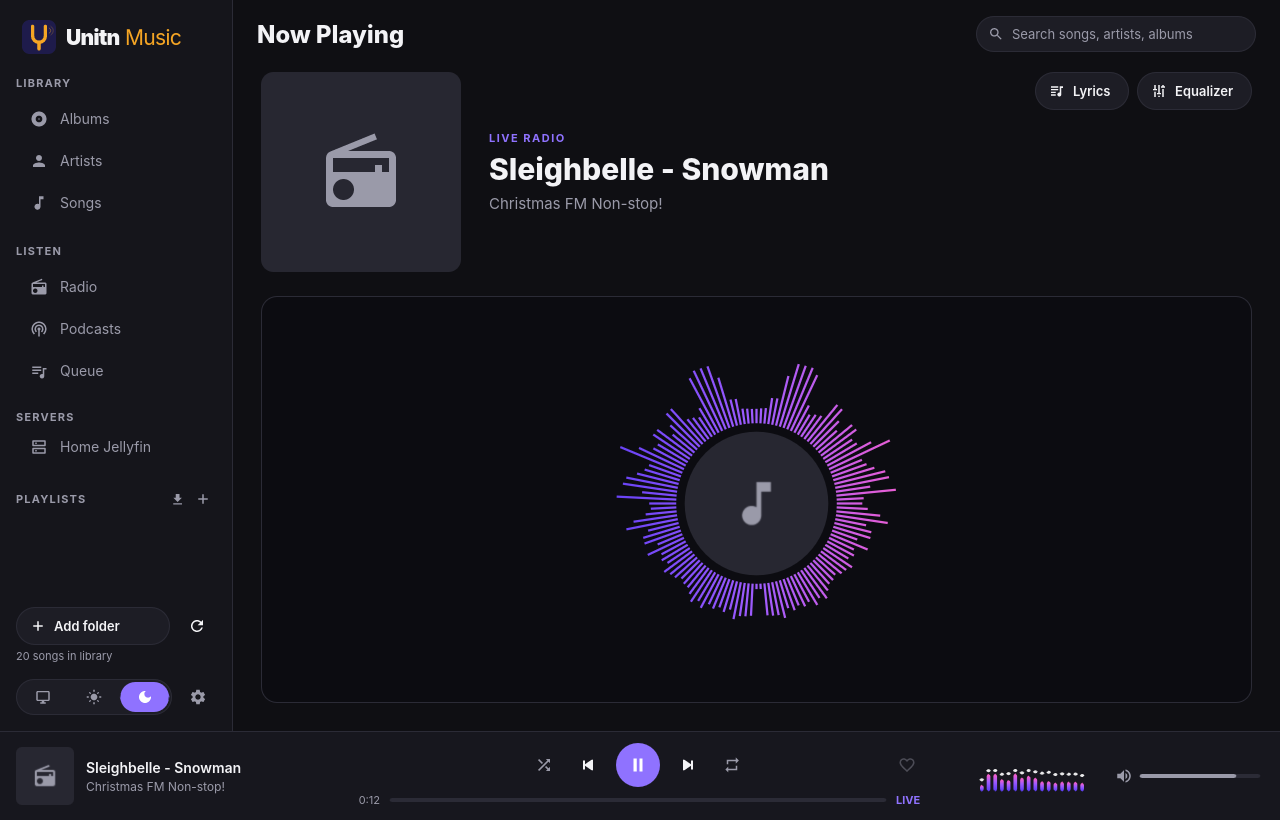 Unitn Music
LIBRARY
Albums
Artists
Songs
LISTEN
Radio
Podcasts
Queue
SERVERS
Home Jellyfin
PLAYLISTS
Add folder
20 songs in library
Now Playing
Search songs, artists, albums
Lyrics
Equalizer
LIVE RADIO
Sleighbelle - Snowman
Christmas FM Non-stop!
Sleighbelle - Snowman
Christmas FM Non-stop!
0:12
LIVE